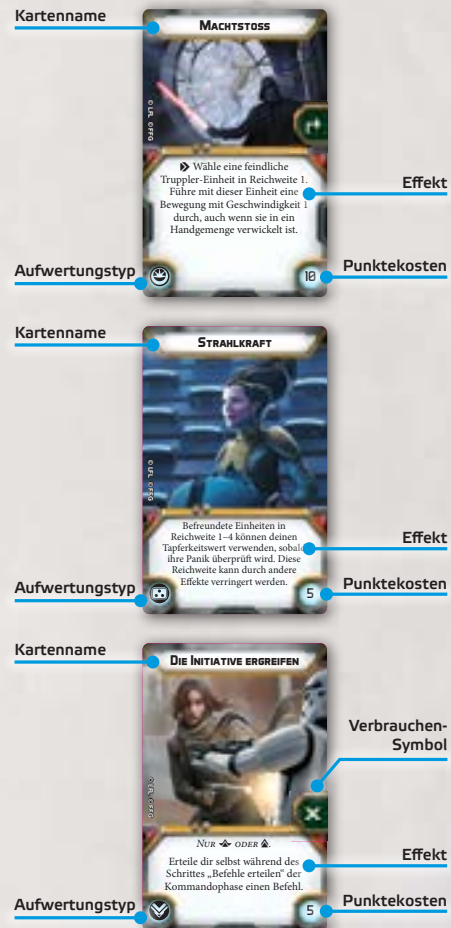 Kartenname
MACHTSTOSS
© LFL © FFG
Wähle eine feindliche
Truppler-Einheit in Reichweite 1.
Führe mit dieser Einheit eine
Bewegung mit Geschwindigkeit 1
durch, auch wenn sie in ein
Handgemenge verwickelt ist.
Effekt
Aufwertungstyp
10
Punktekosten
Kartenname
STRAHLKRAFT
© LFL © FFG
Befreundete Einheiten in
Reichweite 1–4 können deinen
Tapferkeitswert verwenden, sobald
ihre Panik überprüft wird. Diese
Reichweite kann durch andere
Effekte verringert werden.
Effekt
Aufwertungstyp
5
Punktekosten
Kartenname
DIE INITIATIVE ERGREIFEN
© LFL © FFG
Verbrauchen-
Symbol
NUR ODER .
Erteile dir selbst während des
Schrittes „Befehle erteilen“ der
Kommandophase einen Befehl.
Effekt
Aufwertungstyp
5
Punktekosten